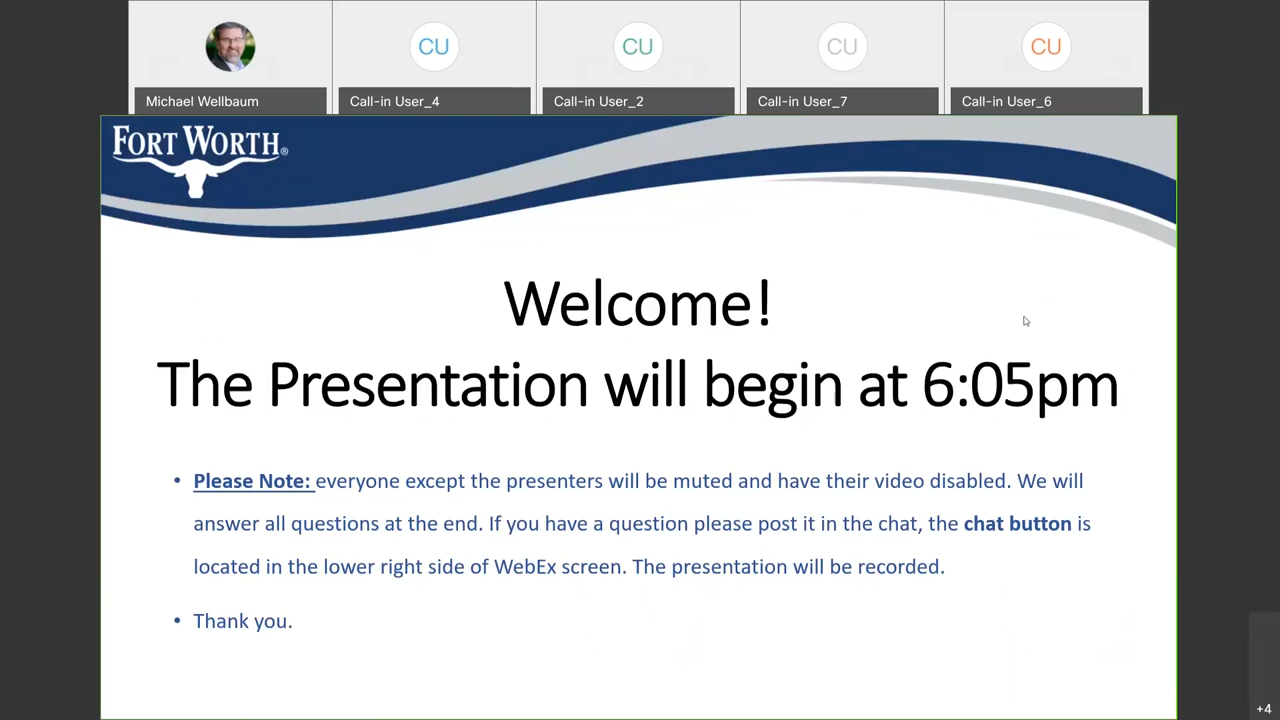 CU
CU
CU
CU
Michael Wellbaum
Call-in User_4
Call-in User_2
Call-in User_7
Call-in User_6
FORT WORTH®
Welcome!
The Presentation will begin at 6:05pm
• Please Note: everyone except the presenters will be muted and have their video disabled. We will
answer all questions at the end. If you have a question please post it in the chat, the chat button is
located in the lower right side of WebEx screen. The presentation will be recorded.
• Thank you.
+4